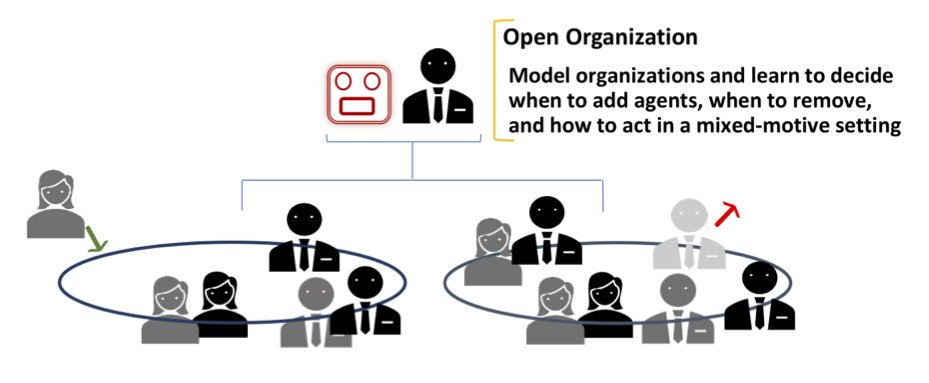 Open Organization
Model organizations and learn to decide
when to add agents, when to remove,
and how to act in a mixed-motive setting